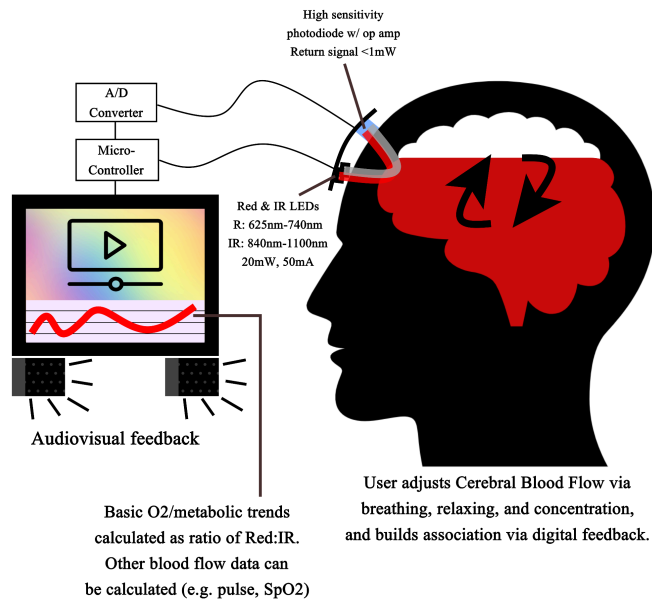 High sensitivity
photodiode w/ op amp
Return signal <1mW
A/D
Converter
Micro-
Controller
Red & IR LEDs
R: 625nm-740nm
IR: 840nm-1100nm
20mW, 50mA
Audiovisual feedback
Basic O2/metabolic trends
calculated as ratio of Red:IR.
Other blood flow data can
be calculated (e.g. pulse, SpO2)
User adjusts Cerebral Blood Flow via
breathing, relaxing, and concentration,
and builds association via digital feedback.